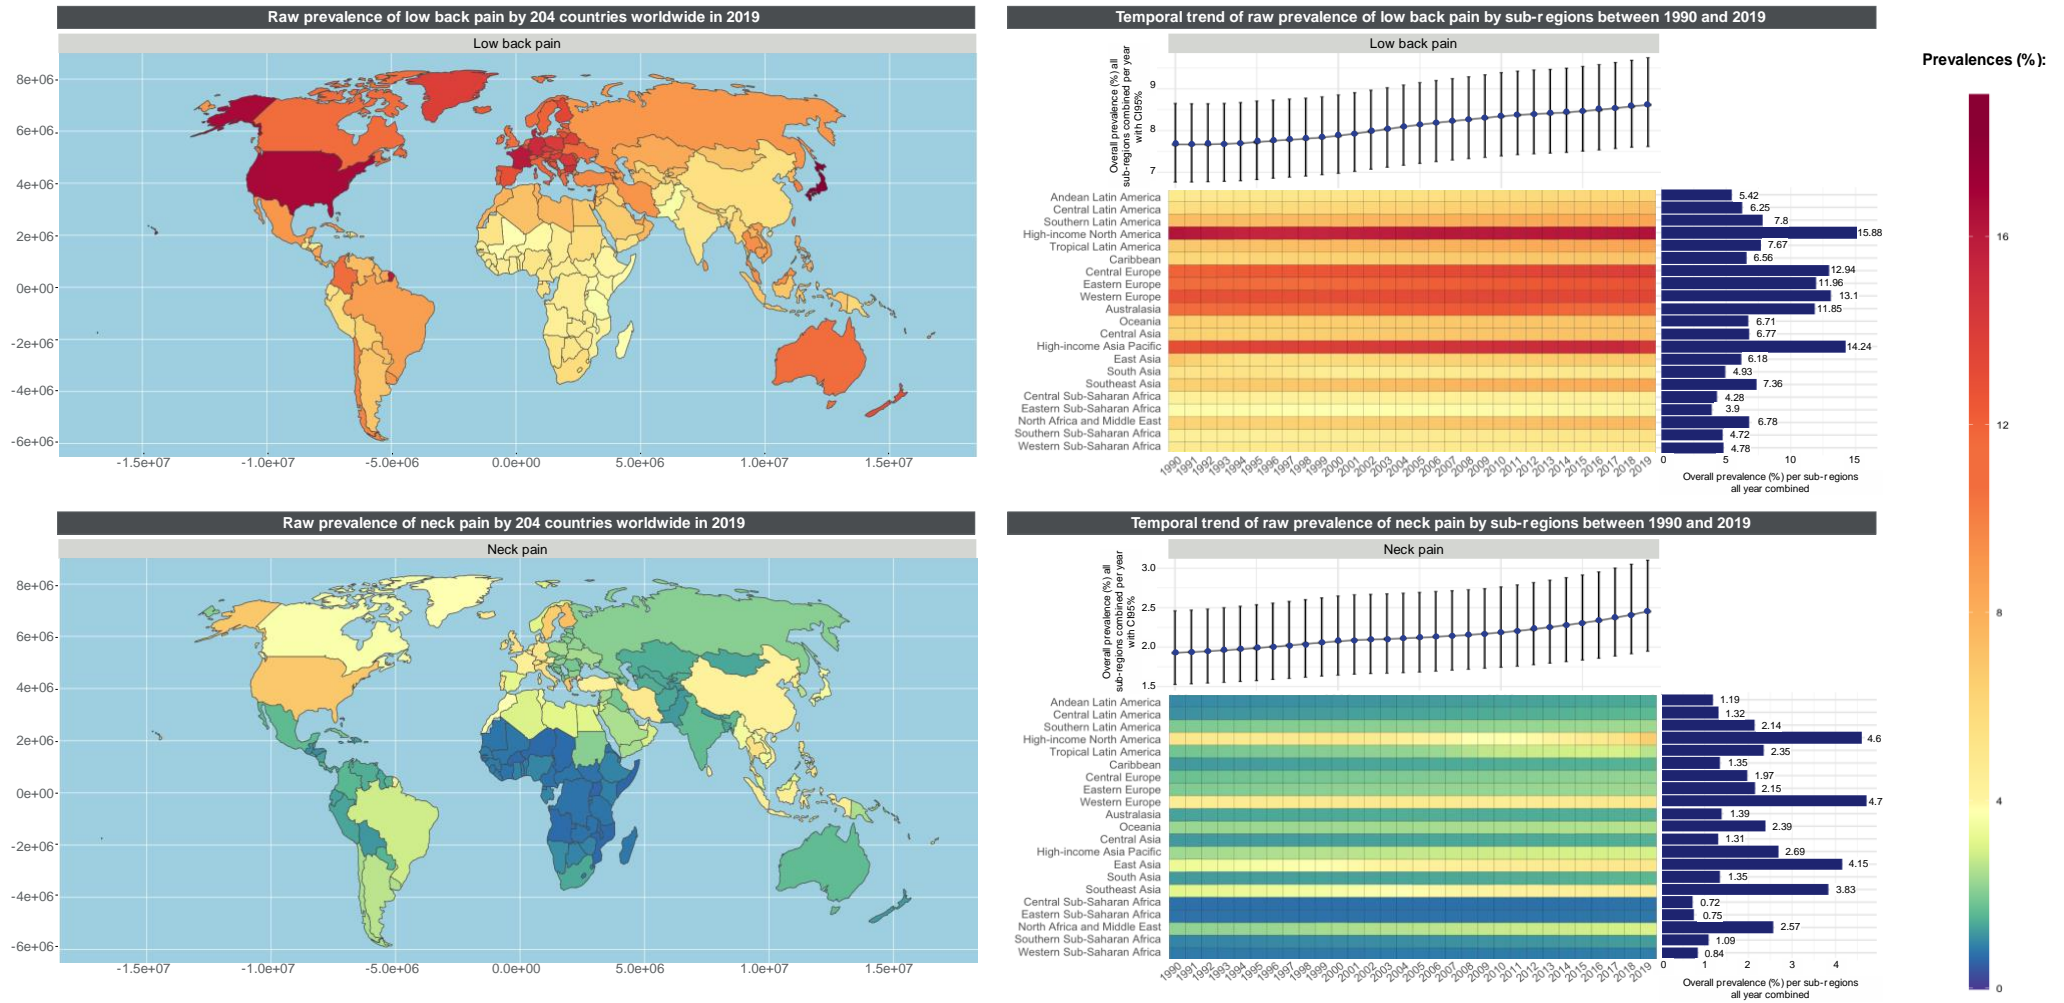 Raw prevalence of low back pain by 204 countries worldwide in 2019
Low back pain
8e+06
6e+06
4e+06
2e+06
0e+00
-2e+06
-4e+06
-6e+06
-1.5e+07
-1.0e+07
-5.0e+06
0.0e+00
5.0e+06
1.0e+07
1.5e+07
Temporal trend of raw prevalence of low back pain by sub-regions between 1990 and 2019
Low back pain
Overall prevalence (%) all
sub-regions combined per year
with CI95%
9
8
7
Andean Latin America 5.42
Central Latin America 6.25
Southern Latin America 7.8
High-income North America 15.88
Tropical Latin America 7.67
Caribbean 6.56
Central Europe 12.94
Eastern Europe 11.96
Western Europe 13.1
Australasia 11.85
Oceania 6.71
Central Asia 6.77
High-income Asia Pacific 14.24
East Asia 6.18
South Asia 4.93
Southeast Asia 7.36
Central Sub-Saharan Africa 4.28
Eastern Sub-Saharan Africa 3.9
North Africa and Middle East 6.78
Southern Sub-Saharan Africa 4.72
Western Sub-Saharan Africa 4.78
1990 1991 1992 1993 1994 1995 1996 1997 1998 1999 2000 2001 2002 2003 2004 2005 2006 2007 2008 2009 2010 2011 2012 2013 2014 2015 2016 2017 2018 2019
0 5 10 15
Overall prevalence (%) per sub-regions
all year combined
Prevalences (%):
16
12
8
4
0
Raw prevalence of neck pain by 204 countries worldwide in 2019
Neck pain
8e+06
6e+06
4e+06
2e+06
0e+00
-2e+06
-4e+06
-6e+06
-1.5e+07
-1.0e+07
-5.0e+06
0.0e+00
5.0e+06
1.0e+07
1.5e+07
Temporal trend of raw prevalence of neck pain by sub-regions between 1990 and 2019
Neck pain
Overall prevalence (%) all
sub-regions combined per year
with CI95%
3.0
2.5
2.0
1.5
Andean Latin America 1.19
Central Latin America 1.32
Southern Latin America 2.14
High-income North America 4.6
Tropical Latin America 2.35
Caribbean 1.35
Central Europe 1.97
Eastern Europe 2.15
Western Europe 4.7
Australasia 1.39
Oceania 2.39
Central Asia 1.31
High-income Asia Pacific 2.69
East Asia 4.15
South Asia 1.35
Southeast Asia 3.83
Central Sub-Saharan Africa 0.72
Eastern Sub-Saharan Africa 0.75
North Africa and Middle East 2.57
Southern Sub-Saharan Africa 1.09
Western Sub-Saharan Africa 0.84
1990 1991 1992 1993 1994 1995 1996 1997 1998 1999 2000 2001 2002 2003 2004 2005 2006 2007 2008 2009 2010 2011 2012 2013 2014 2015 2016 2017 2018 2019
0 1 2 3 4
Overall prevalence (%) per sub-regions
all year combined